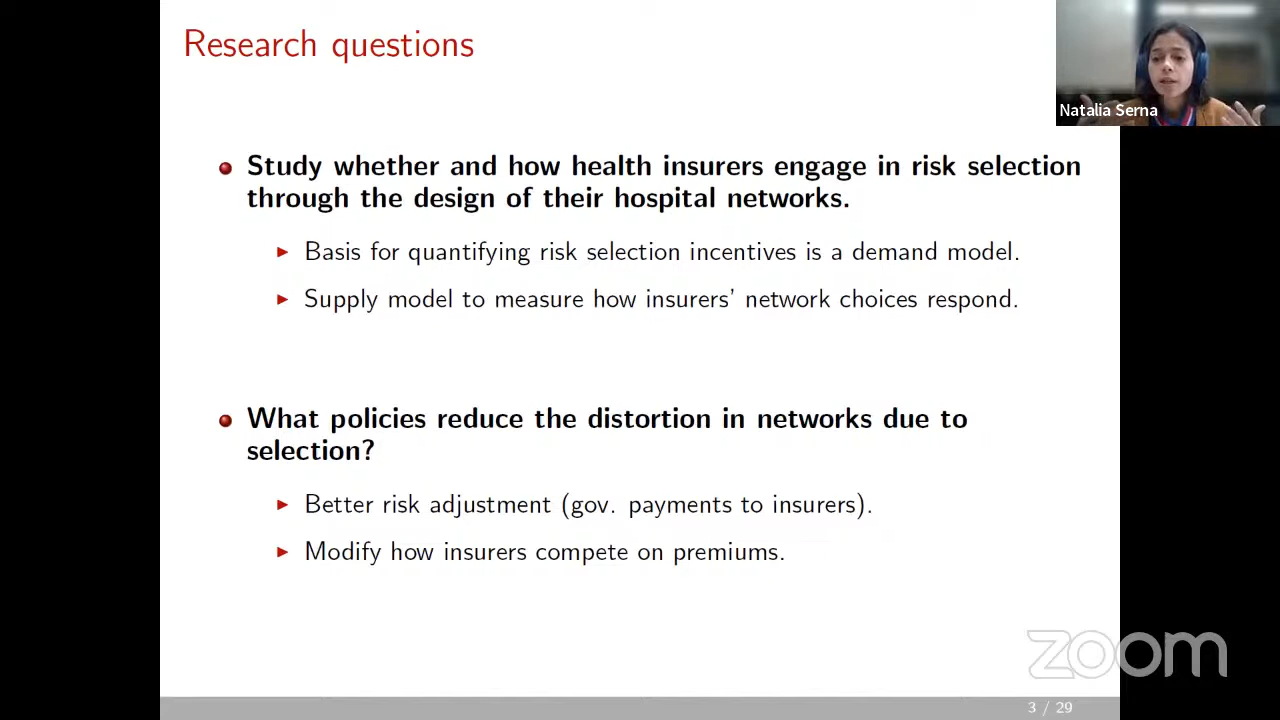 Research questions
Natalia Serna
Study whether and how health insurers engage in risk selection
through the design of their hospital networks.
Basis for quantifying risk selection incentives is a demand model.
Supply model to measure how insurers' network choices respond.
What policies reduce the distortion in networks due to
selection?
Better risk adjustment (gov. payments to insurers).
Modify how insurers compete on premiums.
zoom
3 / 29